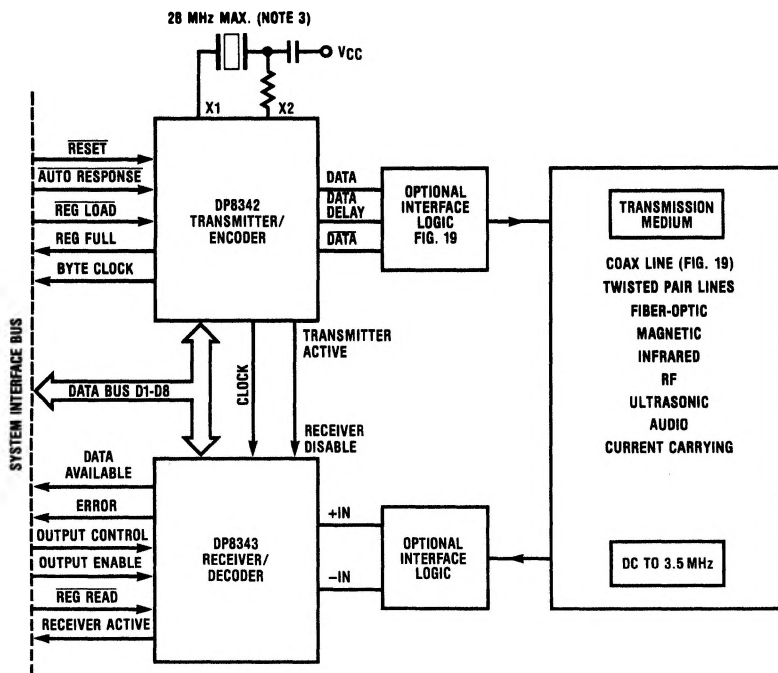 28 MHz MAX. (NOTE 3)
VCC
X1
X2
RESET
AUTO RESPONSE
REG LOAD
REG FULL
BYTE CLOCK
DP8342
TRANSMITTER/
ENCODER
DATA
DATA
DELAY
DATA
OPTIONAL
INTERFACE
LOGIC
FIG. 19
TRANSMISSION
MEDIUM
COAX LINE (FIG. 19)
TWISTED PAIR LINES
FIBER-OPTIC
MAGNETIC
INFRARED
RF
ULTRASONIC
AUDIO
CURRENT CARRYING
DC TO 3.5 MHz
SYSTEM INTERFACE BUS
DATA BUS D1-D8
CLOCK
TRANSMITTER
ACTIVE
RECEIVER
DISABLE
DATA
AVAILABLE
ERROR
OUTPUT CONTROL
OUTPUT ENABLE
REG READ
RECEIVER ACTIVE
DP8343
RECEIVER/
DECODER
+IN
−IN
OPTIONAL
INTERFACE
LOGIC